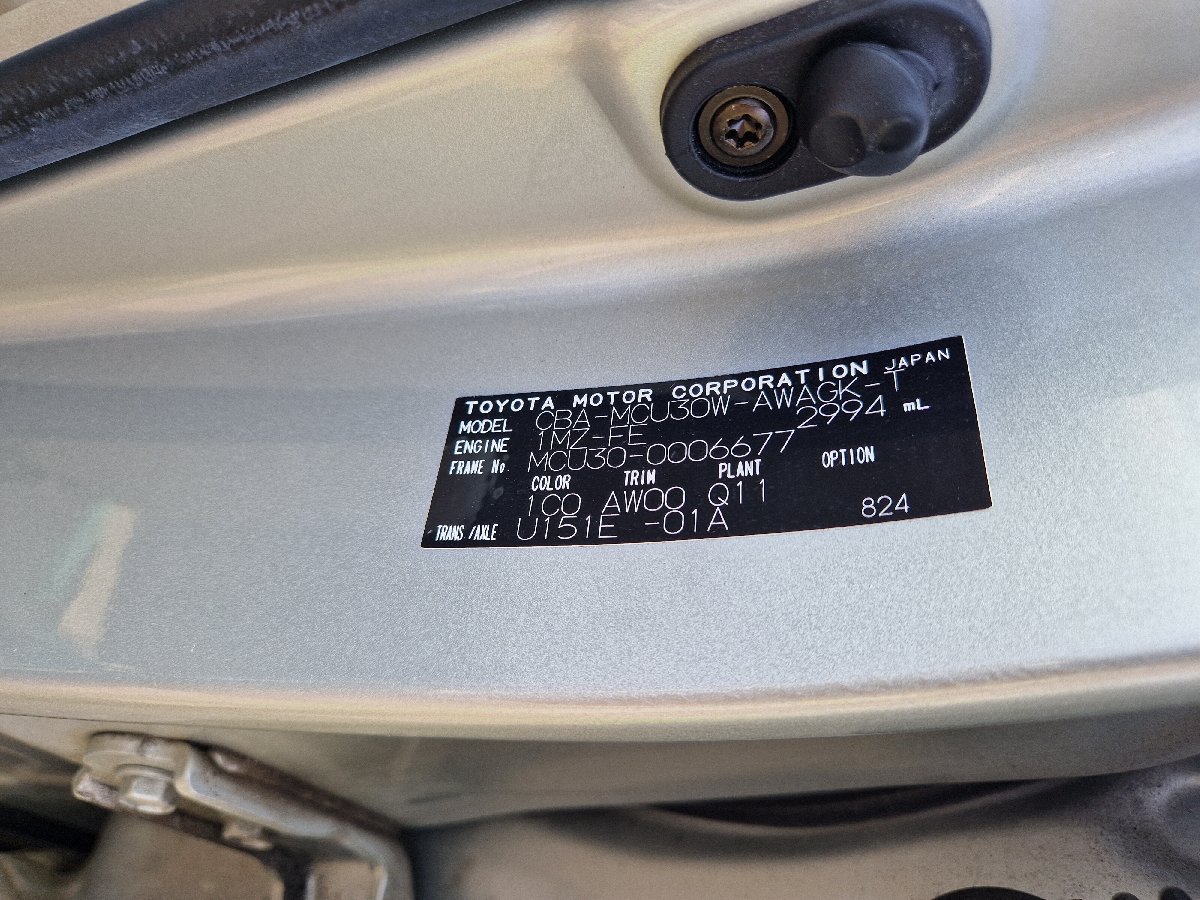 TOYOTA MOTOR CORPORATION JAPAN
MODEL CBA-MCU30W-AWAGK-T
ENGINE 1MZ-FE 2994 mL
FRAME No. MCU30-0006677
COLOR TRIM PLANT OPTION
1C0 AW00 Q11
TRANS/AXLE U151E -01A 824